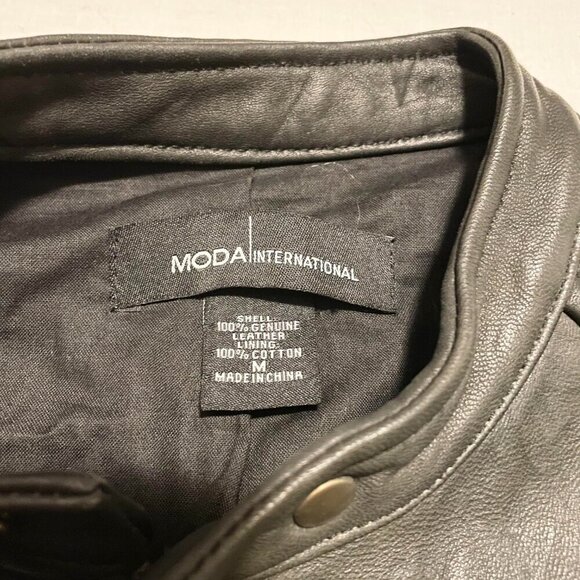 MODA INTERNATIONAL
SHELL:
100% GENUINE
LEATHER
LINING:
100% COTTON
M
MADE IN CHINA